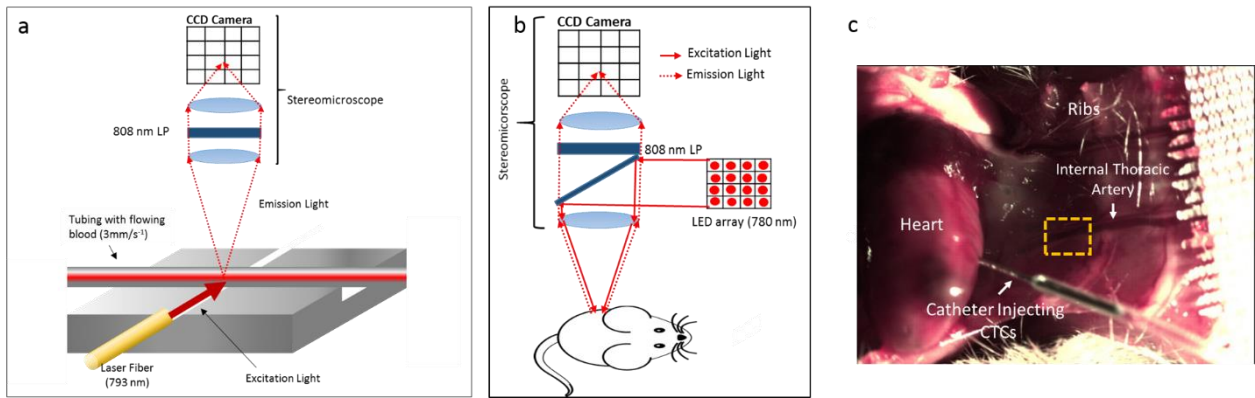 a
CCD Camera
Stereomicroscope
808 nm LP
Emission Light
Tubing with flowing
blood (3mm/s⁻¹)
Laser Fiber
(793 nm)
Excitation Light
b
CCD Camera
Excitation Light
Emission Light
Stereomicorscope
808 nm LP
LED array (780 nm)
c
Ribs
Internal Thoracic
Artery
Heart
Catheter Injecting
CTCs